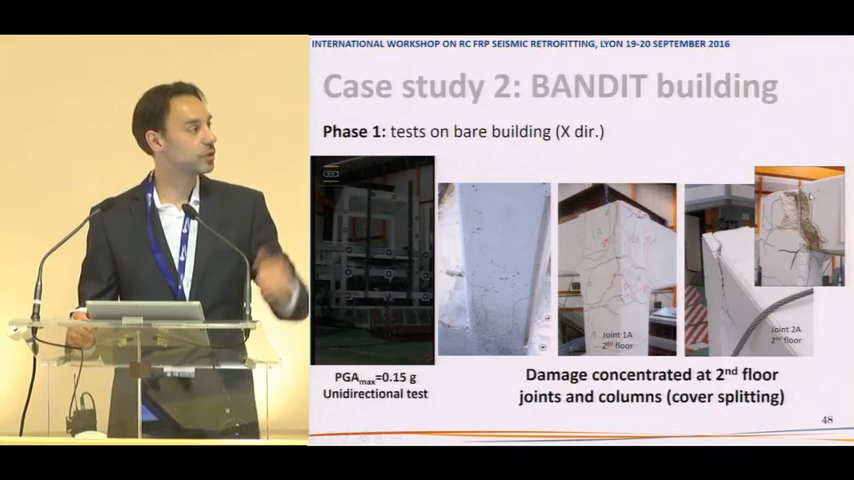 INTERNATIONAL WORKSHOP ON RC FRP SEISMIC RETROFITTING, LYON 19-20 SEPTEMBER 2016
Case study 2: BANDIT building
Phase 1: tests on bare building (X dir.)
Joint 1A
2nd floor
Joint 2A
2nd floor
PGAmax=0.15 g
Unidirectional test
Damage concentrated at 2nd floor
joints and columns (cover splitting)
48